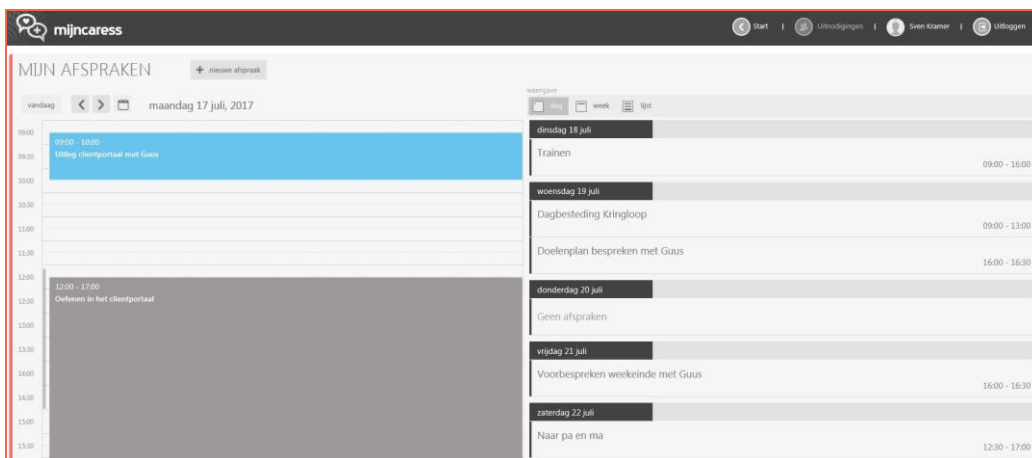 mijncaress
Start
Uitnodigingen
Sven Kramer
Uitloggen
MIJN AFSPRAKEN
+ nieuwe afspraak
vandaag
maandag 17 juli, 2017
weergave
dag
week
lijst
09:00
09:30
10:00
10:30
11:00
11:30
12:00
12:30
13:00
13:30
14:00
14:30
15:00
15:30
09:00 - 10:00
Uitleg clientportaal met Guus
12:00 - 17:00
Oefenen in het clientportaal
dinsdag 18 juli
Trainen
09:00 - 16:00
woensdag 19 juli
Dagbesteding Kringloop
09:00 - 13:00
Doelenplan bespreken met Guus
16:00 - 16:30
donderdag 20 juli
Geen afspraken
vrijdag 21 juli
Voorbespreken weekeinde met Guus
16:00 - 16:30
zaterdag 22 juli
Naar pa en ma
12:30 - 17:00